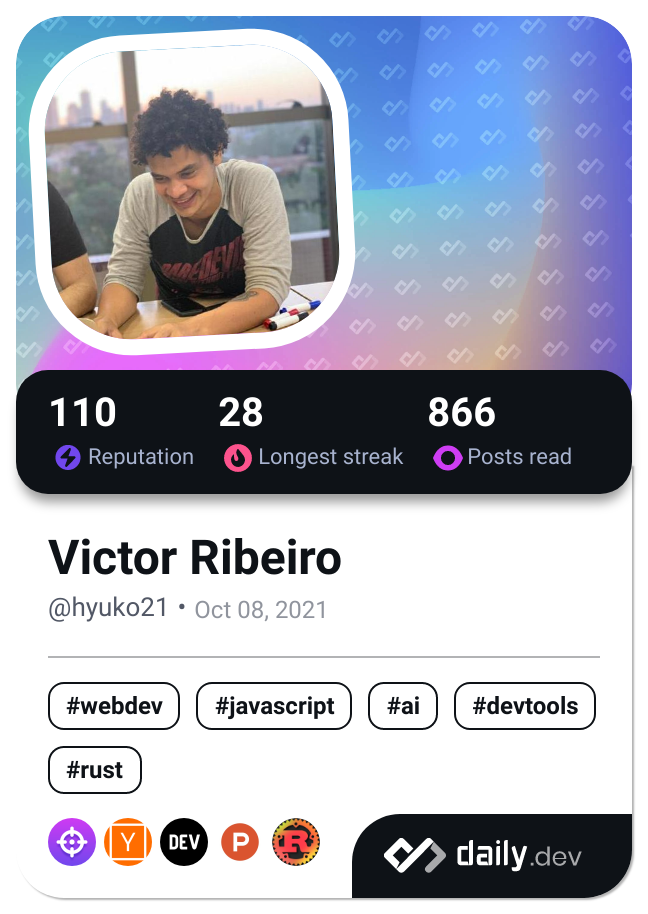 DAREDEVIL
110 28 866
Reputation Longest streak Posts read
Victor Ribeiro
@hyuko21 • Oct 08, 2021
#webdev #javascript #ai #devtools
#rust
Y DEV P R
daily.dev